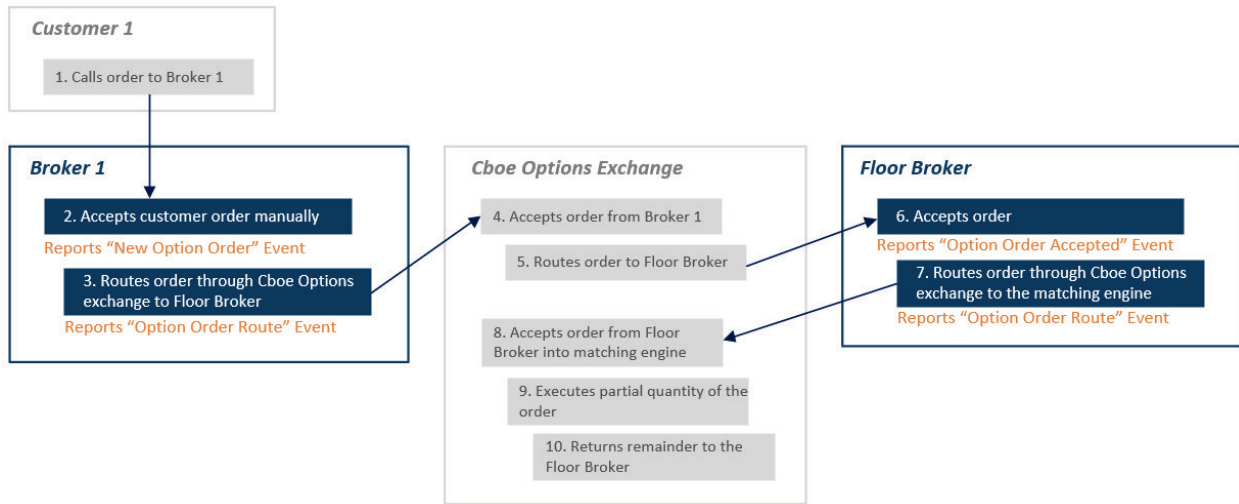 Customer 1
1. Calls order to Broker 1
Broker 1
2. Accepts customer order manually
Reports “New Option Order” Event
3. Routes order through Cboe Options
exchange to Floor Broker
Reports “Option Order Route” Event
Cboe Options Exchange
4. Accepts order from Broker 1
5. Routes order to Floor Broker
Floor Broker
6. Accepts order
Reports “Option Order Accepted” Event
7. Routes order through Cboe Options
exchange to the matching engine
Reports “Option Order Route” Event
8. Accepts order from Floor
Broker into matching engine
9. Executes partial quantity of the
order
10. Returns remainder to the
Floor Broker